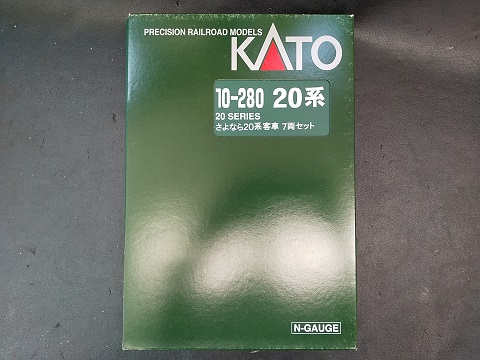 PRECISION RAILROAD MODELS
KATO
10-280 20系
20 SERIES
さよなら20系客車 7両セット
N-GAUGE